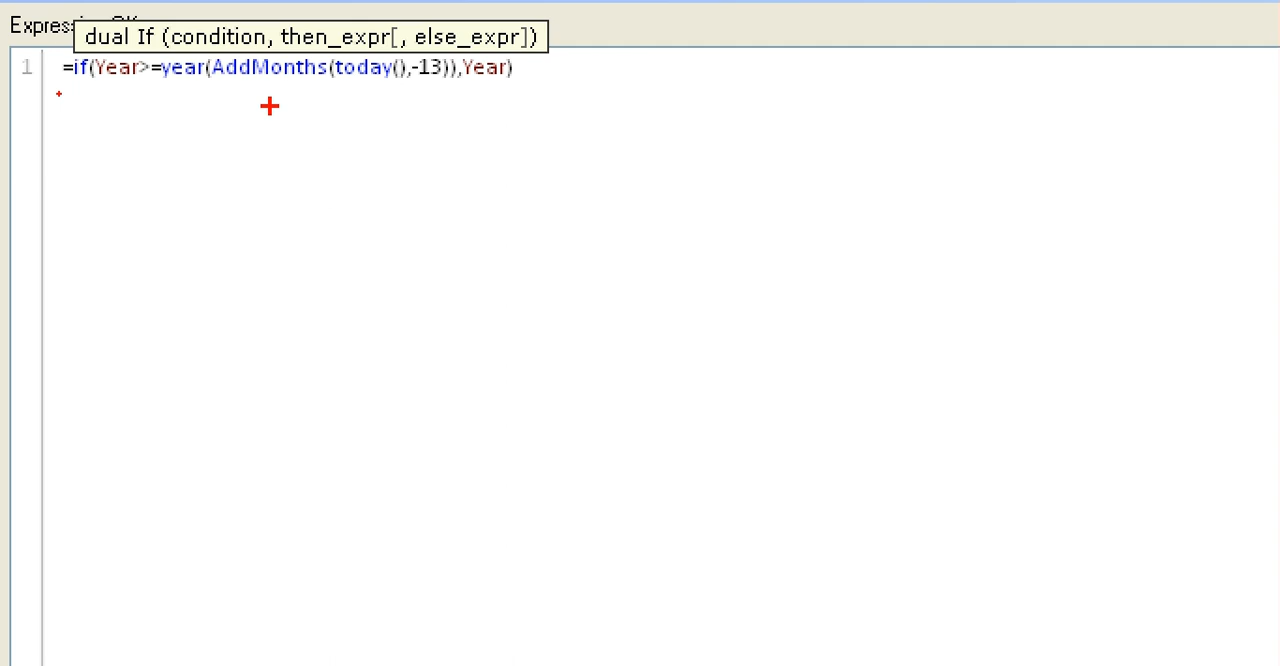 dual If (condition, then_expr[, else_expr])
1 =if(Year>=year(AddMonths(today(),-13)),Year)